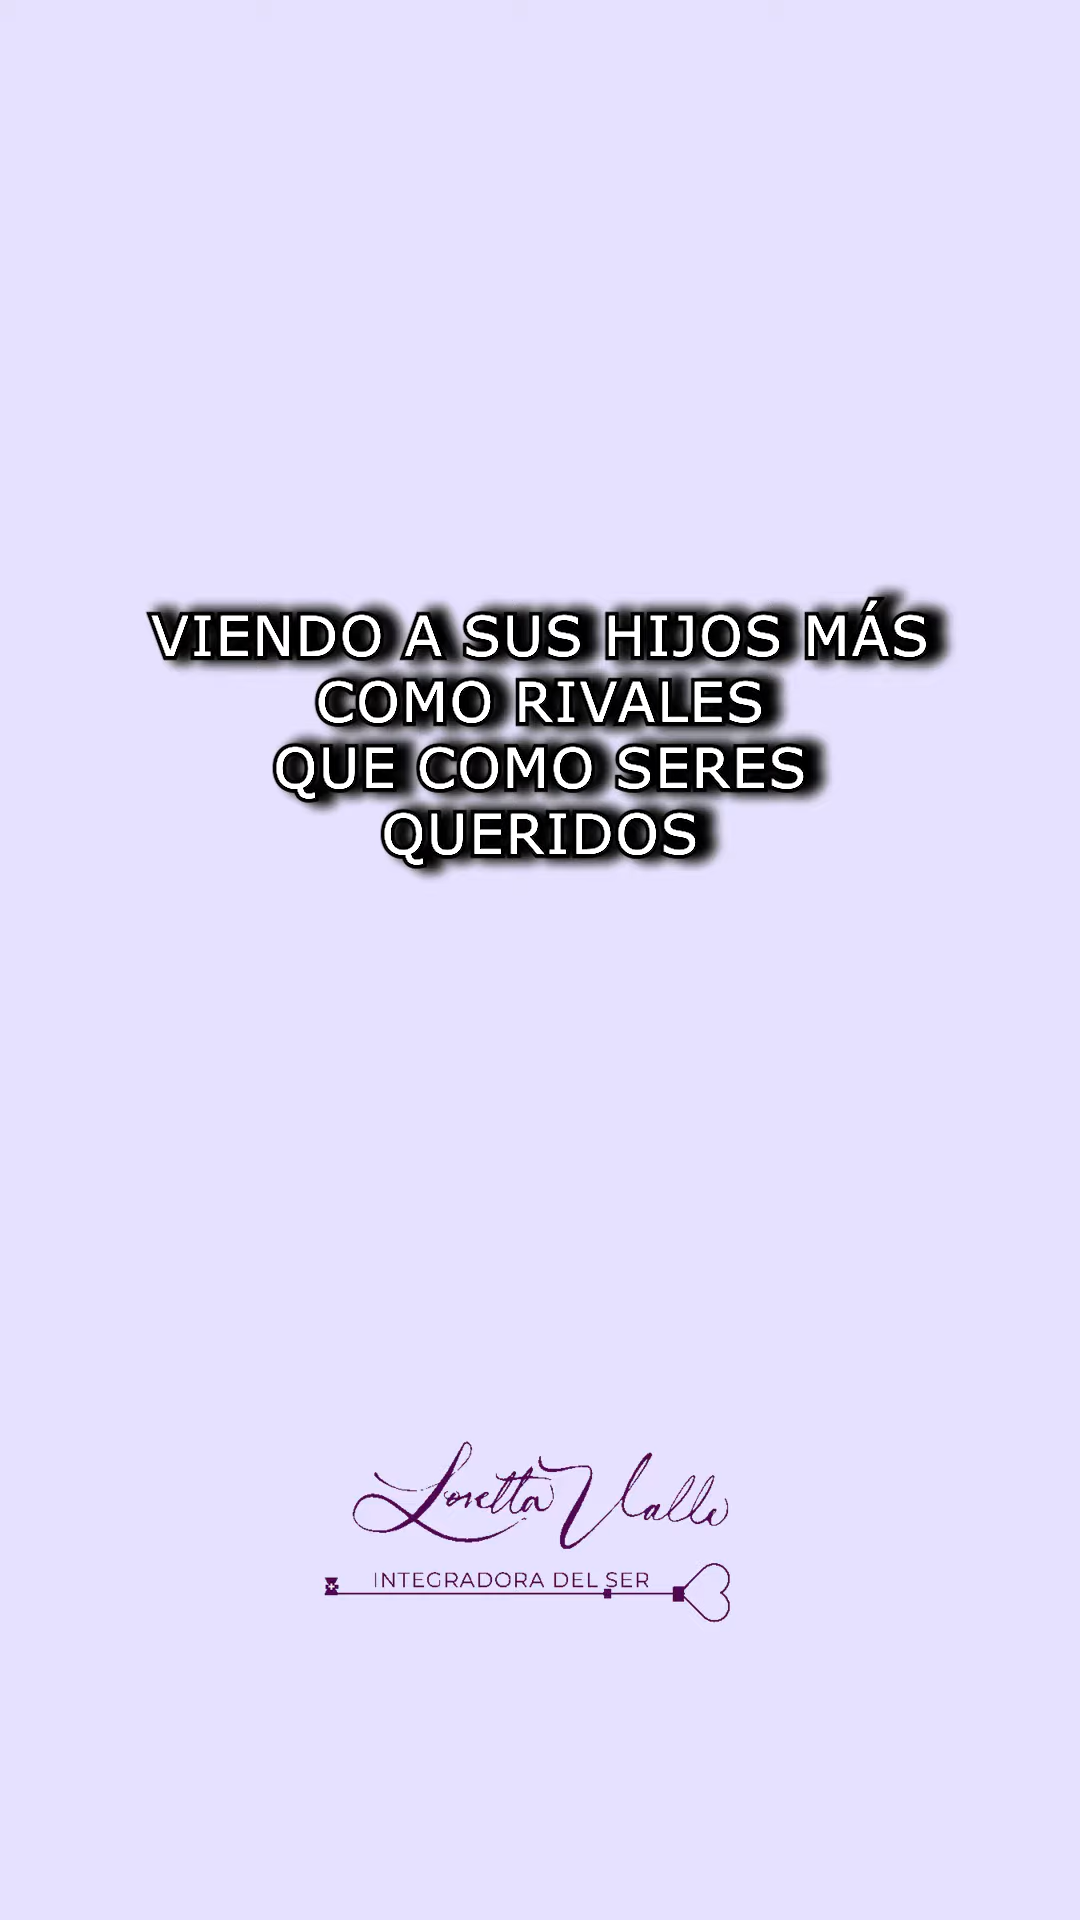 VIENDO A SUS HIJOS MÁS
COMO RIVALES
QUE COMO SERES
QUERIDOS
Loretta Valle
INTEGRADORA DEL SER